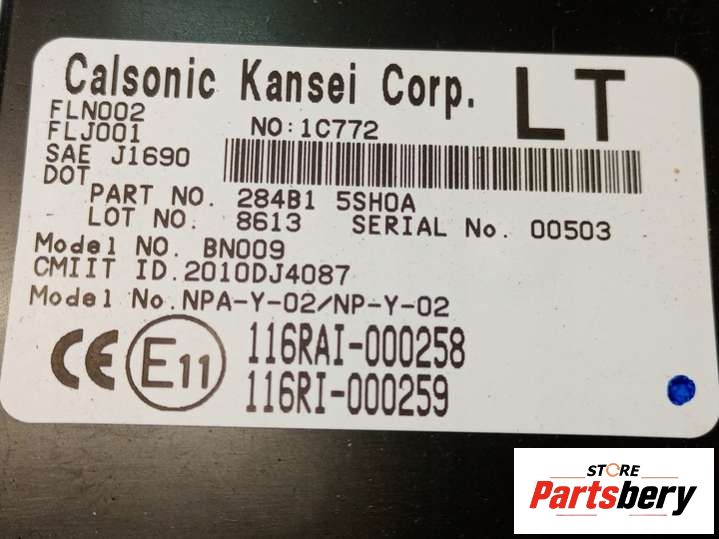 Calsonic Kansei Corp. LT
FLN002
FLJ001 NO:1C772
SAE J1690
DOT
PART NO. 284B1 5SH0A
LOT NO. 8613 SERIAL No. 00503
Model NO. BN009
CMIIT ID.2010DJ4087
Model No.NPA-Y-02/NP-Y-02
CE E11 116RAI-000258
116RI-000259
STORE
Partsbery